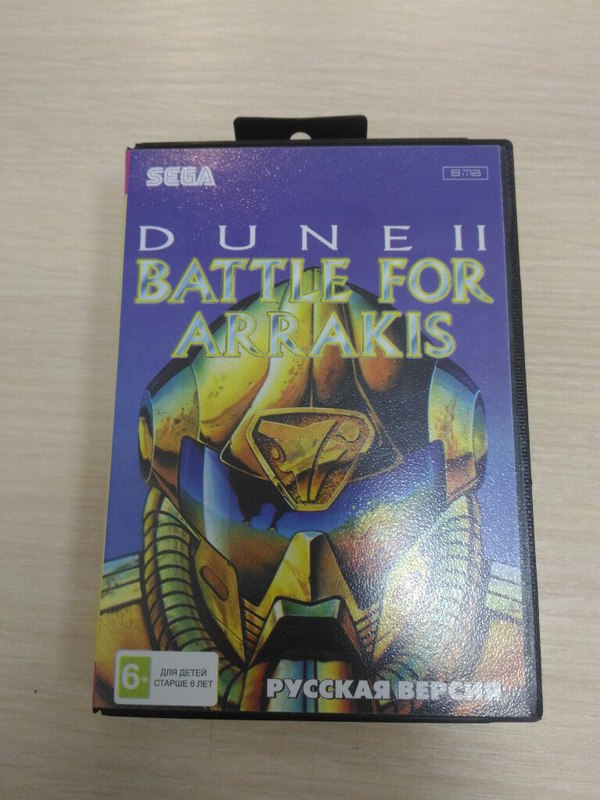 SEGA
DUNE II
BATTLE FOR
ARRAKIS
6+
ДЛЯ ДЕТЕЙ
СТАРШЕ 6 ЛЕТ
РУССКАЯ ВЕРСИЯ